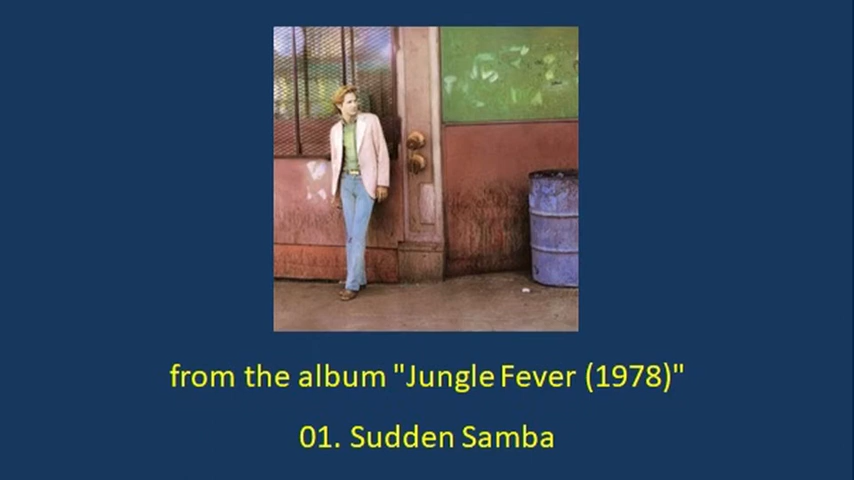 from the album "Jungle Fever (1978)"
01. Sudden Samba